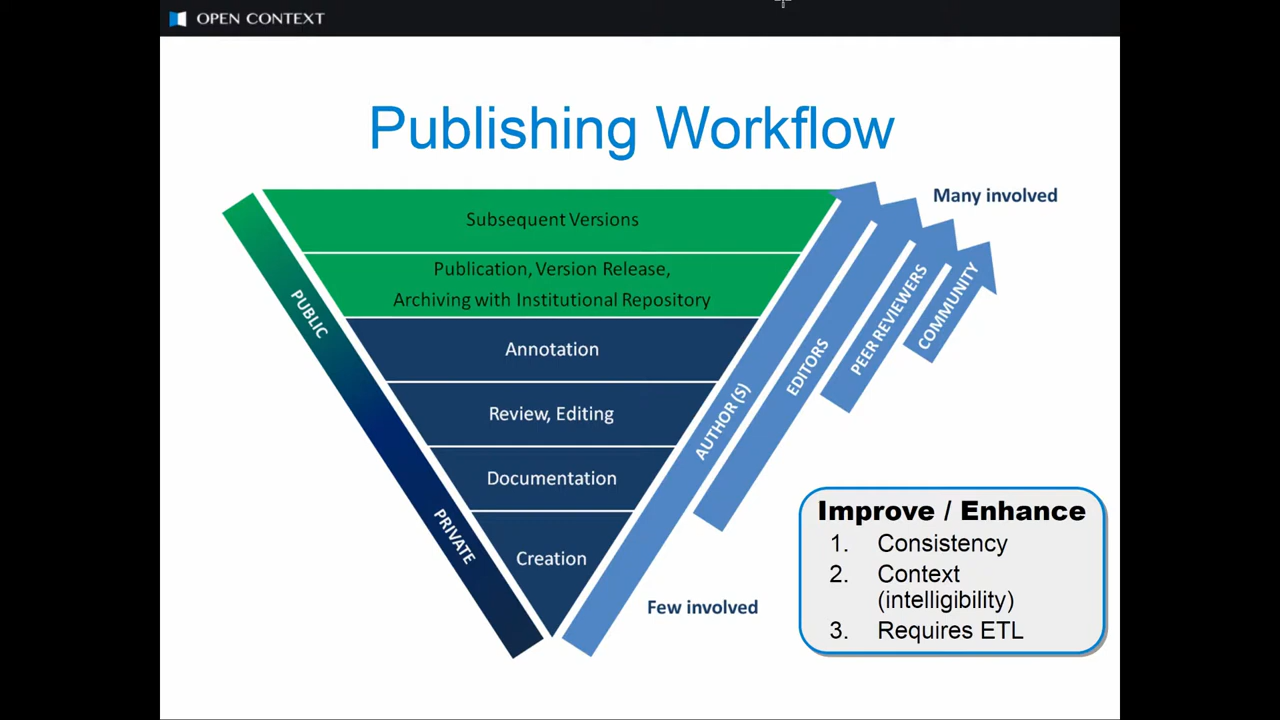 OPEN CONTEXT
Publishing Workflow
Many involved
Subsequent Versions
Publication, Version Release,
Archiving with Institutional Repository
Annotation
Review, Editing
Documentation
Creation
PUBLIC
PRIVATE
AUTHOR(S)
EDITORS
PEER REVIEWERS
COMMUNITY
Few involved
Improve / Enhance
1. Consistency
2. Context
(intelligibility)
3. Requires ETL